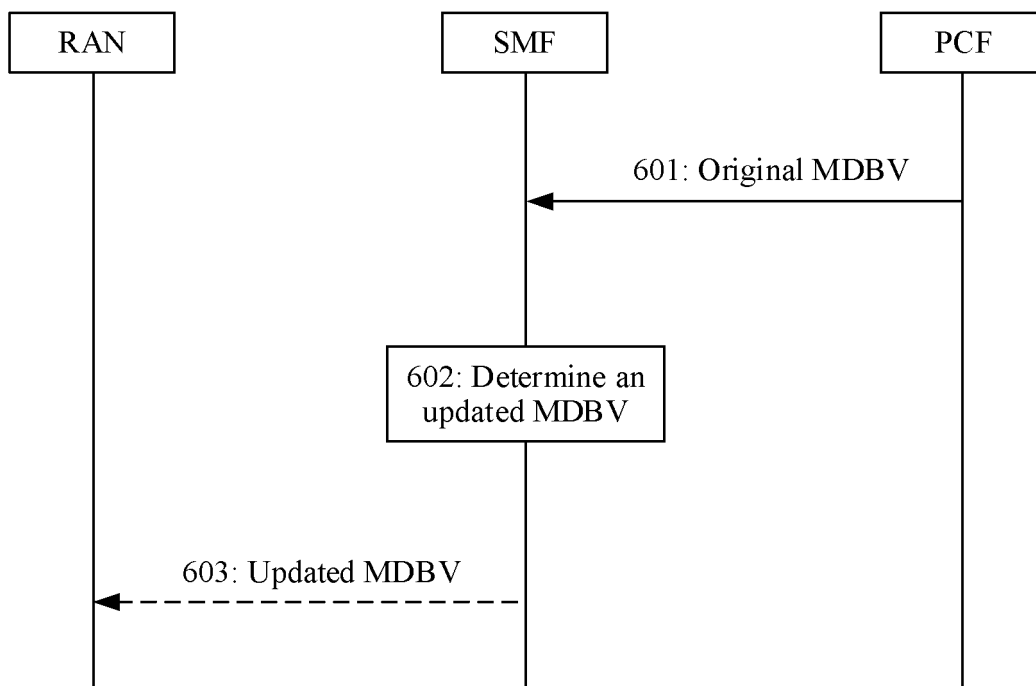 RAN
SMF
PCF
601: Original MDBV
602: Determine an
updated MDBV
603: Updated MDBV